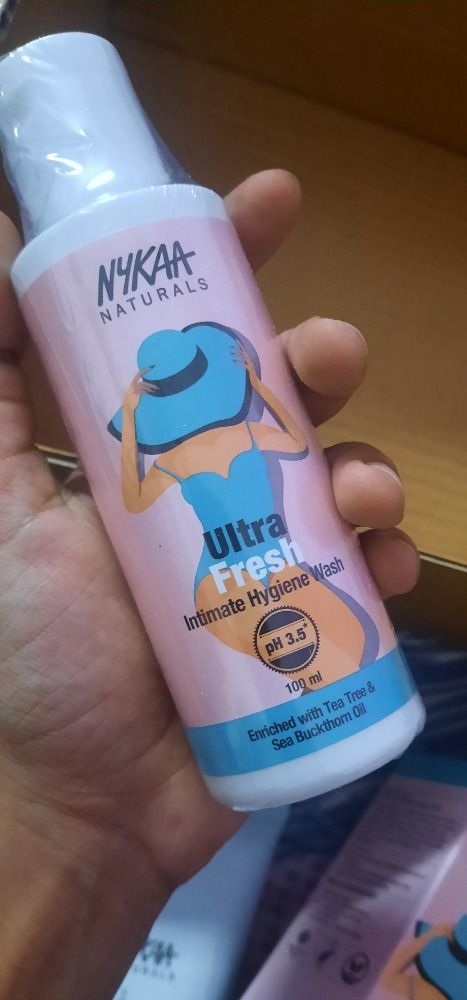 NYKAA
NATURALS
Ultra
Fresh
Intimate Hygiene Wash
pH 3.5*
100 ml
Enriched with Tea Tree &
Sea Buckthorn Oil
NATURALS